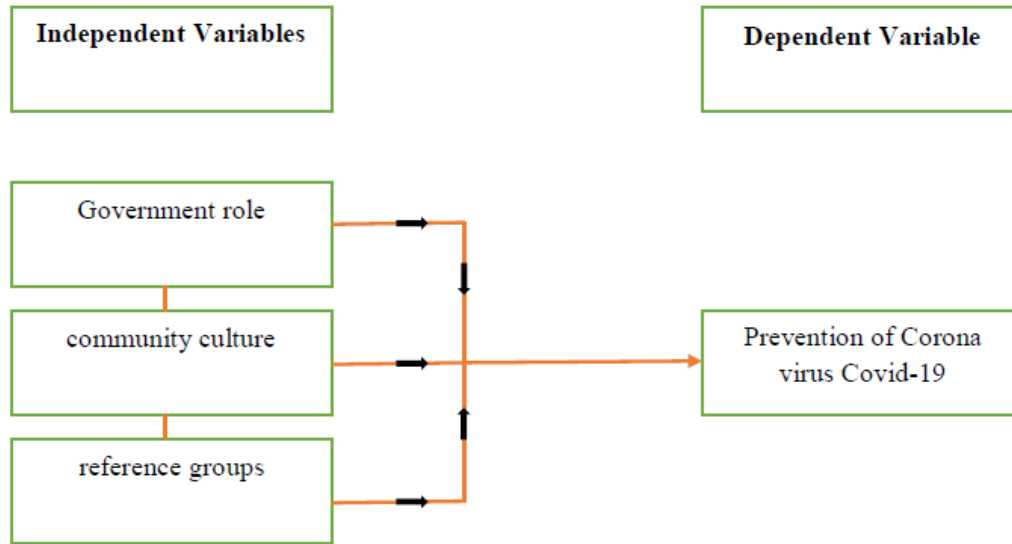 Independent Variables
Dependent Variable
Government role
community culture
reference groups
Prevention of Corona
virus Covid-19